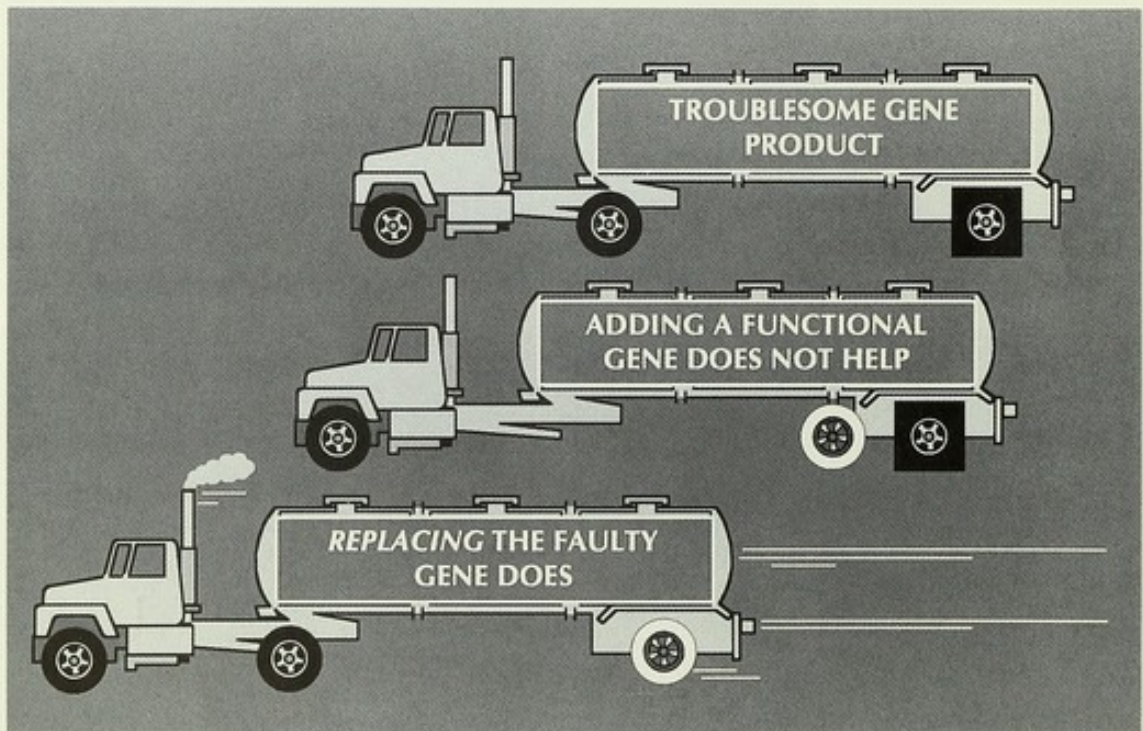 TROUBLESOME GENE
PRODUCT
ADDING A FUNCTIONAL
GENE DOES NOT HELP
REPLACING THE FAULTY
GENE DOES